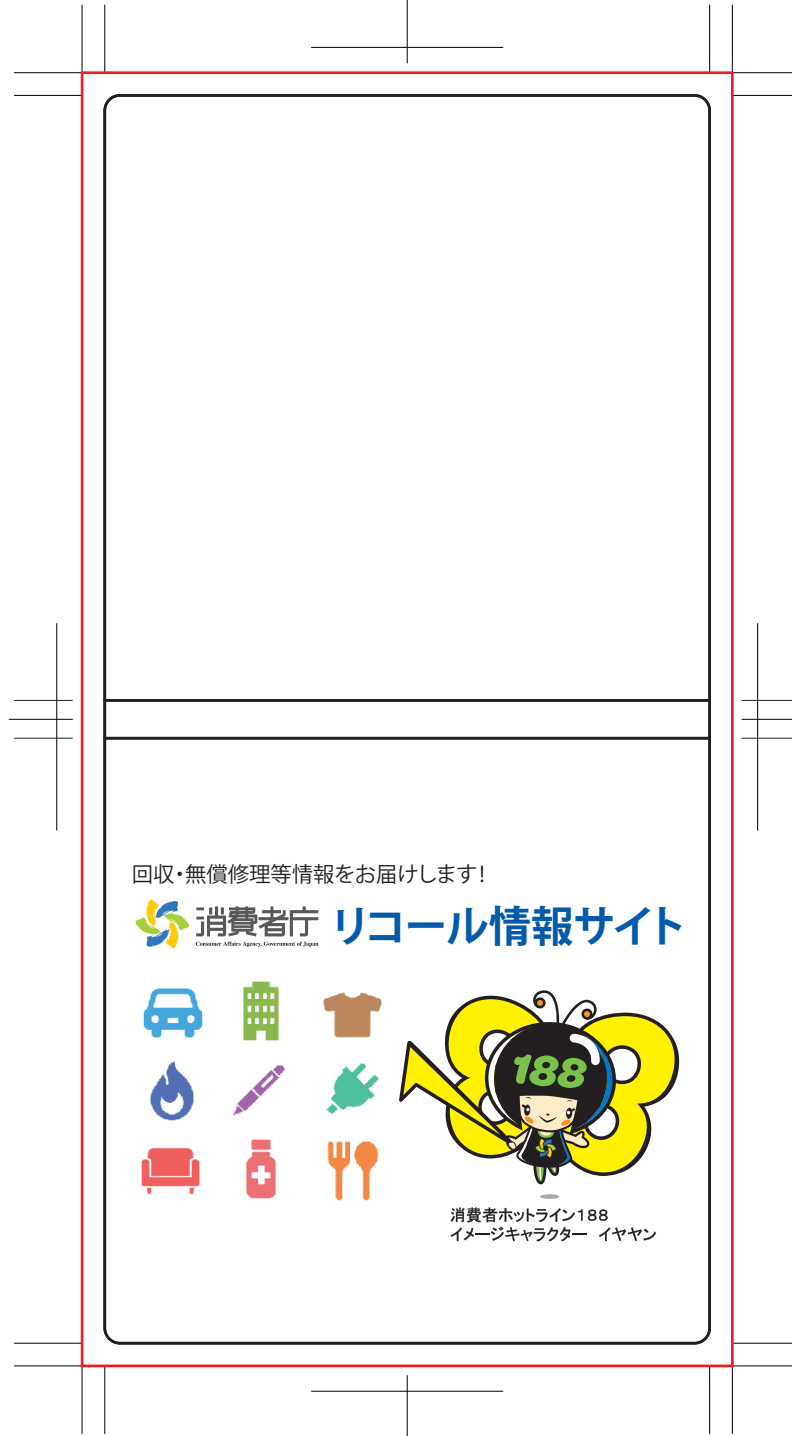 回収・無償修理等情報をお届けします！
消費者庁 リコール情報サイト
Consumer Affairs Agency, Government of Japan
188
消費者ホットライン188
イメージキャラクター　イヤヤン